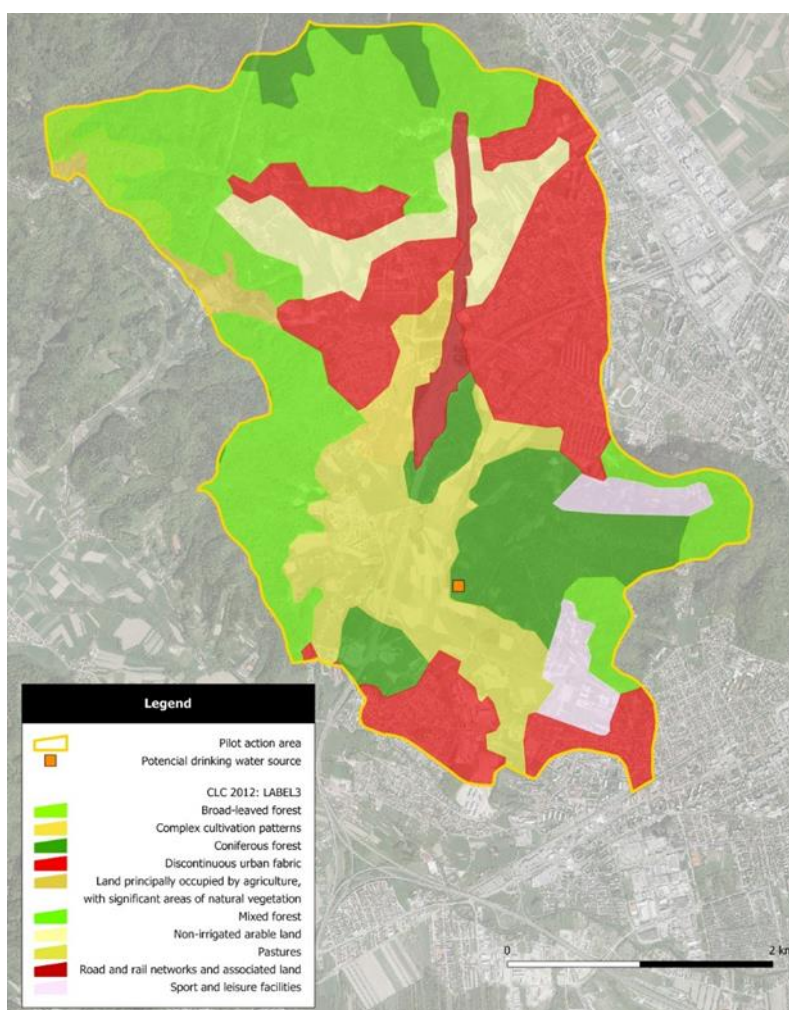 Legend
Pilot action area
Potencial drinking water source
CLC 2012: LABEL3
Broad-leaved forest
Complex cultivation patterns
Coniferous forest
Discontinuous urban fabric
Land principally occupied by agriculture,
with significant areas of natural vegetation
Mixed forest
Non-irrigated arable land
Pastures
Road and rail networks and associated land
Sport and leisure facilities
0 2 km